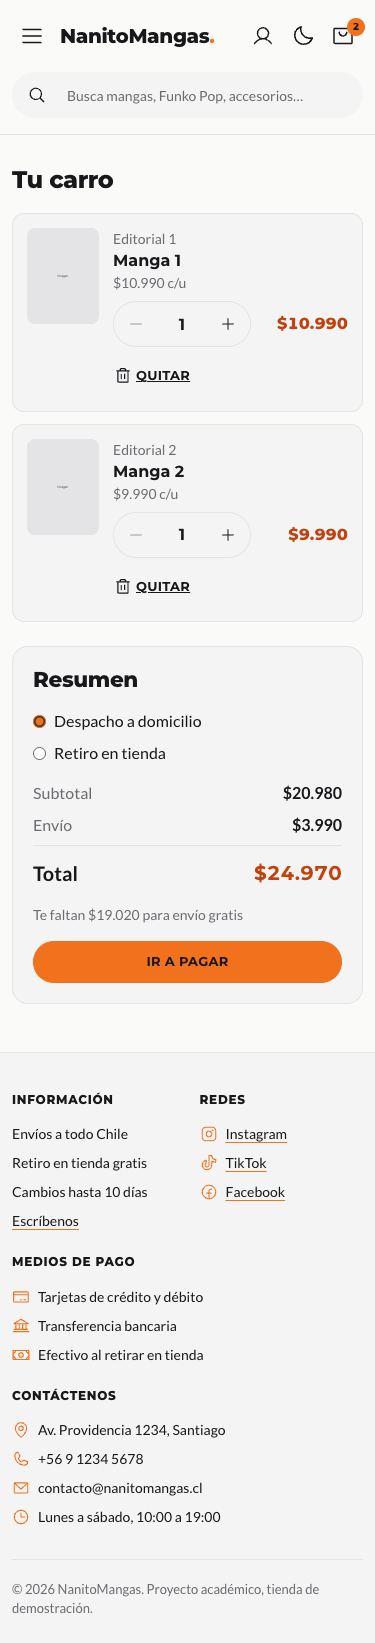 NanitoMangas.
2
Busca mangas, Funko Pop, accesorios...
Tu carro
Editorial 1
Manga 1
$10.990 c/u
1
$10.990
QUITAR
Editorial 2
Manga 2
$9.990 c/u
1
$9.990
QUITAR
Resumen
Despacho a domicilio
Retiro en tienda
Subtotal $20.980
Envío $3.990
Total $24.970
Te faltan $19.020 para envío gratis
IR A PAGAR
INFORMACIÓN
Envíos a todo Chile
Retiro en tienda gratis
Cambios hasta 10 días
Escríbenos
REDES
Instagram
TikTok
Facebook
MEDIOS DE PAGO
Tarjetas de crédito y débito
Transferencia bancaria
Efectivo al retirar en tienda
CONTÁCTENOS
Av. Providencia 1234, Santiago
+56 9 1234 5678
contacto@nanitomangas.cl
Lunes a sábado, 10:00 a 19:00
© 2026 NanitoMangas. Proyecto académico, tienda de
demostración.